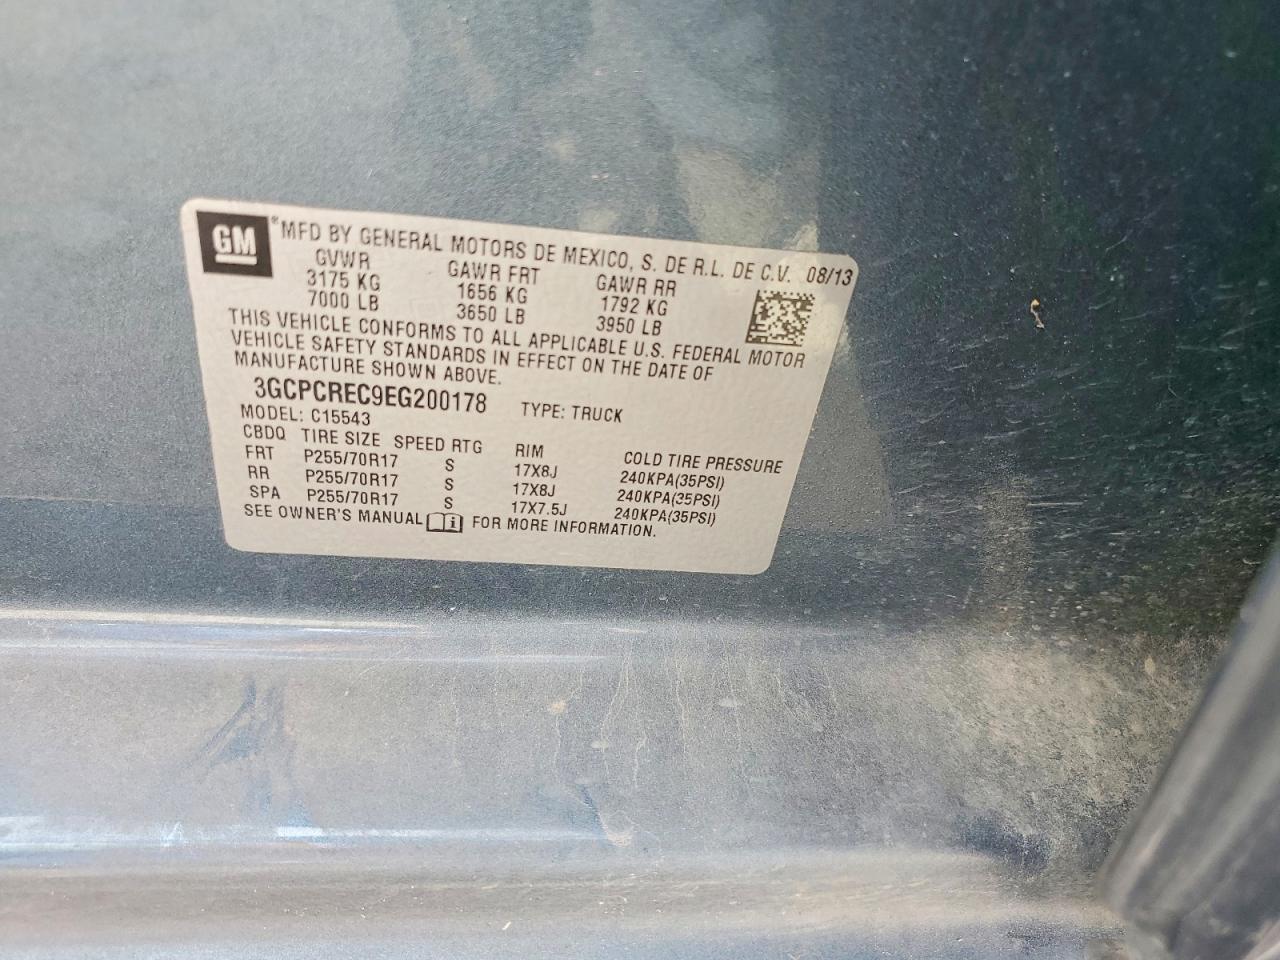 GM ®MFD BY GENERAL MOTORS DE MEXICO, S. DE R.L. DE C.V. 08/13
GVWR GAWR FRT GAWR RR
3175 KG 1656 KG 1792 KG
7000 LB 3650 LB 3950 LB
THIS VEHICLE CONFORMS TO ALL APPLICABLE U.S. FEDERAL MOTOR
VEHICLE SAFETY STANDARDS IN EFFECT ON THE DATE OF
MANUFACTURE SHOWN ABOVE.
3GCPCREC9EG200178 TYPE: TRUCK
MODEL: C15543
CBDQ TIRE SIZE SPEED RTG RIM COLD TIRE PRESSURE
FRT P255/70R17 S 17X8J 240KPA(35PSI)
RR P255/70R17 S 17X8J 240KPA(35PSI)
SPA P255/70R17 S 17X7.5J 240KPA(35PSI)
SEE OWNER'S MANUAL i FOR MORE INFORMATION.